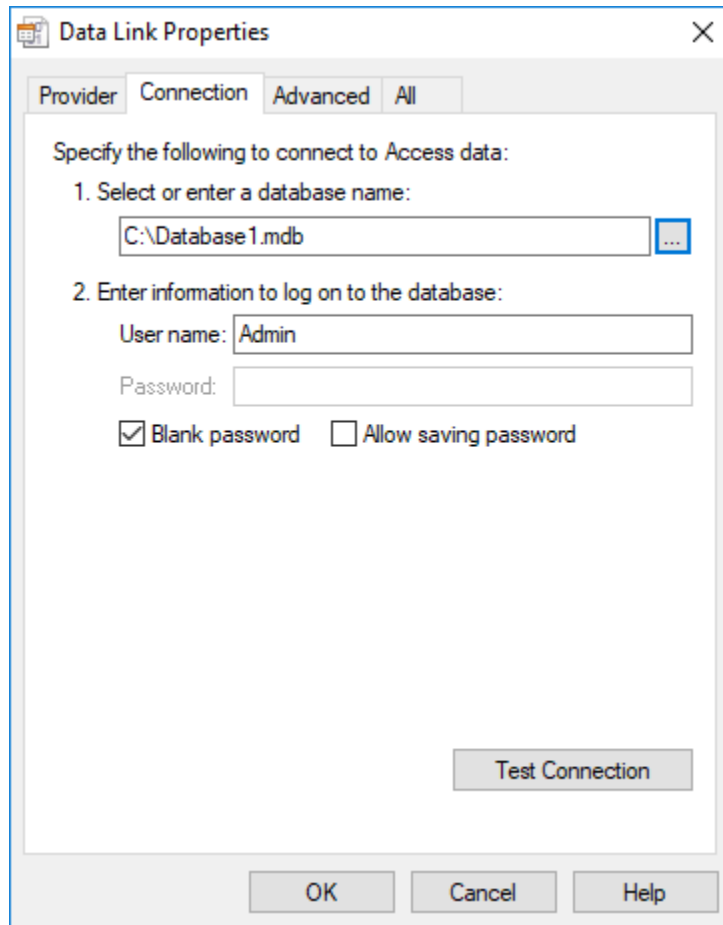 Data Link Properties
Provider Connection Advanced All
Specify the following to connect to Access data:
1. Select or enter a database name:
C:\Database1.mdb ...
2. Enter information to log on to the database:
User name: Admin
Password:
Blank password Allow saving password
Test Connection
OK Cancel Help